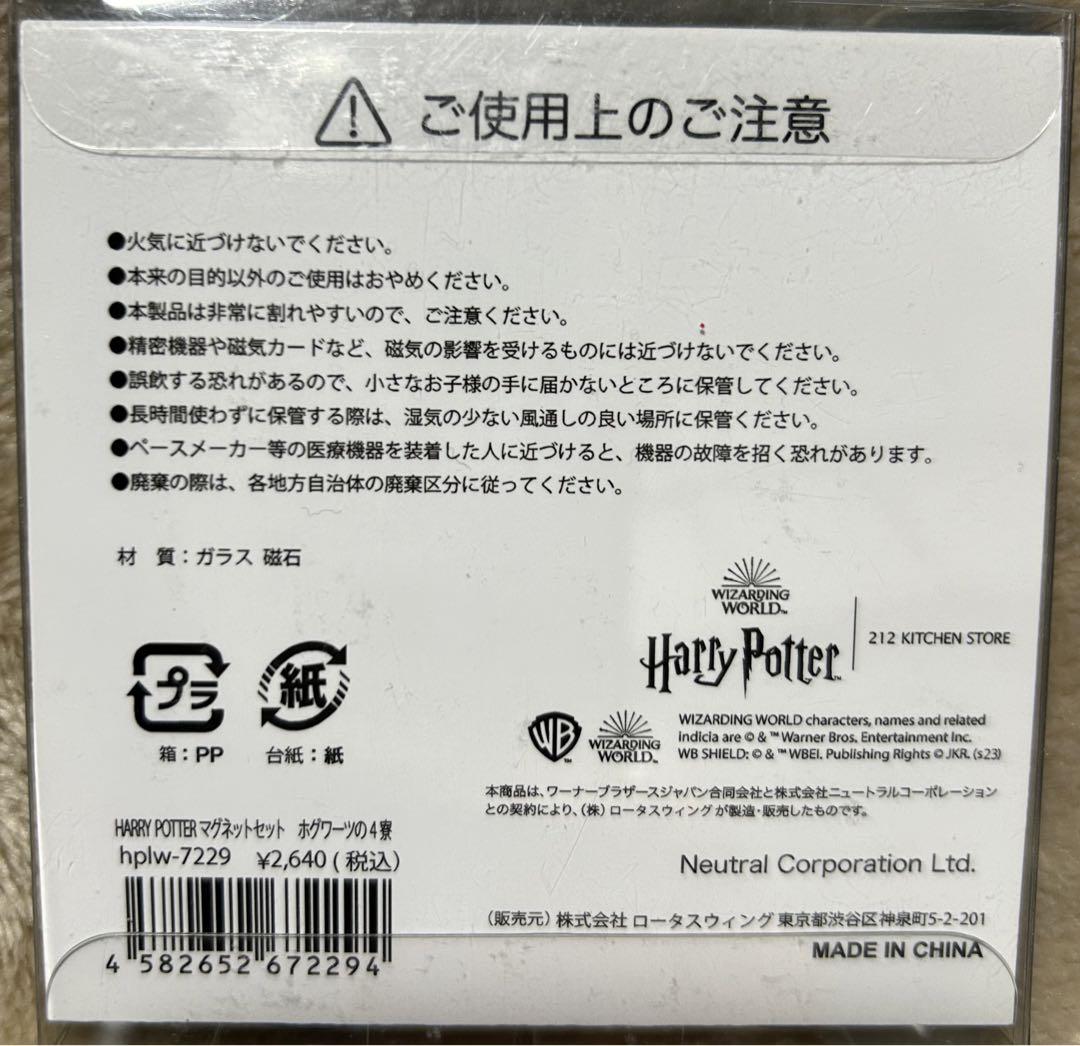 ご使用上のご注意
●火気に近づけないでください。
●本来の目的以外のご使用はおやめください。
●本製品は非常に割れやすいので、ご注意ください。
●精密機器や磁気カードなど、磁気の影響を受けるものには近づけないでください。
●誤飲する恐れがあるので、小さなお子様の手に届かないところに保管してください。
●長時間使わずに保管する際は、湿気の少ない風通しの良い場所に保管ください。
●ペースメーカー等の医療機器を装着した人に近づけると、機器の故障を招く恐れがあります。
●廃棄の際は、各地方自治体の廃棄区分に従ってください。
材 質：ガラス 磁石
プラ
紙
箱：PP
台紙：紙
WIZARDING
WORLD™
Harry Potter™
212 KITCHEN STORE
WB™
WIZARDING
WORLD™
WIZARDING WORLD characters, names and related
indicia are © & ™ Warner Bros. Entertainment Inc.
WB SHIELD: © & ™ WBEI. Publishing Rights © JKR. (s23)
本商品は、ワーナーブラザースジャパン合同会社と株式会社ニュートラルコーポレーション
との契約により、（株）ロータスウィングが製造・販売したものです。
HARRY POTTER マグネットセット ホグワーツの4寮
hplw-7229 ¥2,640 (税込)
4 582652 672294
Neutral Corporation Ltd.
（販売元）株式会社 ロータスウィング 東京都渋谷区神泉町5-2-201
MADE IN CHINA